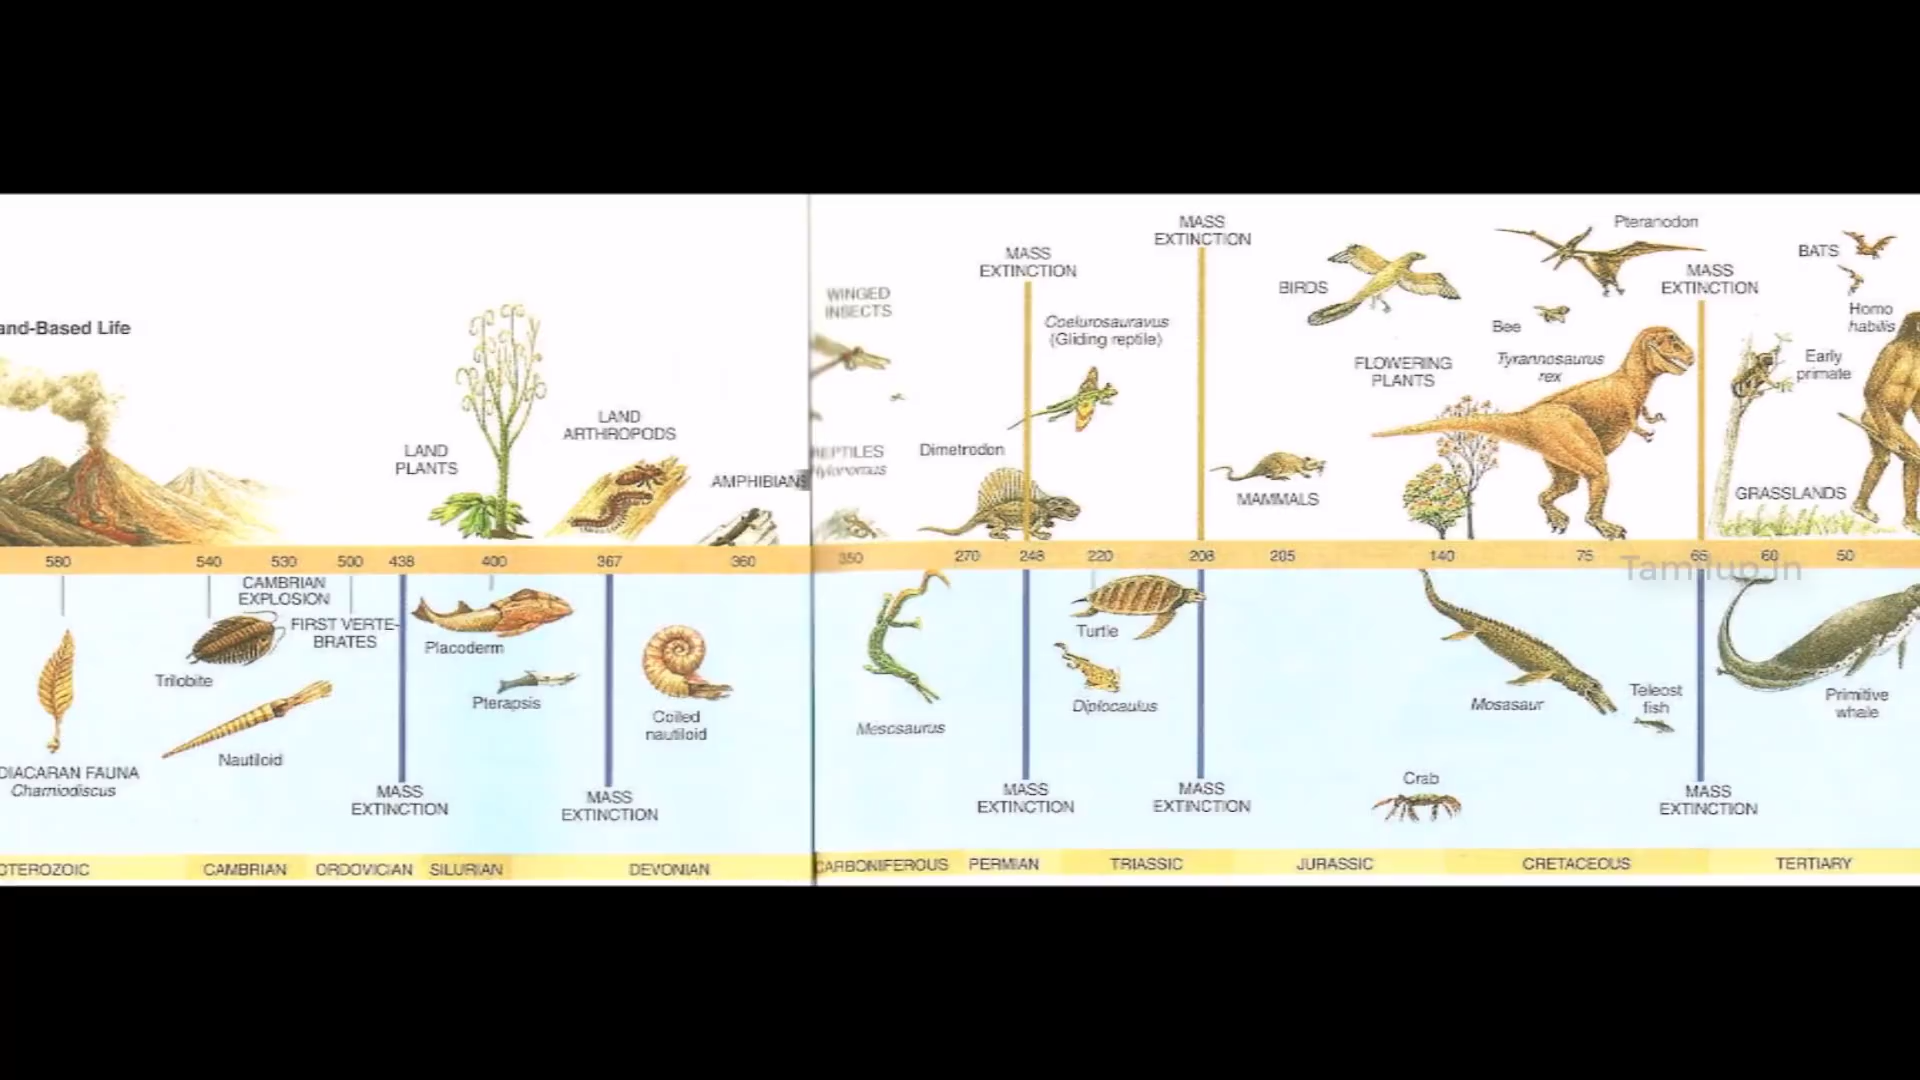 and-Based Life
LAND
PLANTS
LAND
ARTHROPODS
AMPHIBIANS
WINGED
INSECTS
REPTILES
Hylonomus
Dimetrodon
MASS
EXTINCTION
Coelurosauravus
(Gliding reptile)
MASS
EXTINCTION
MAMMALS
BIRDS
FLOWERING
PLANTS
Pteranodon
Bee
Tyrannosaurus
rex
MASS
EXTINCTION
BATS
Homo
habilis
Early
primate
GRASSLANDS
580 540 530 500 438 400 367 360 350 270 248 220 208 205 140 75 65 60 50
Tamilup.in
CAMBRIAN
EXPLOSION
FIRST VERTE-
BRATES
Trilobite
Nautiloid
DIACARAN FAUNA
Charniodiscus
MASS
EXTINCTION
Placoderm
Pterapsis
MASS
EXTINCTION
Coiled
nautiloid
Mesosaurus
MASS
EXTINCTION
Turtle
Diplocaulus
MASS
EXTINCTION
Crab
Mosasaur
Teleost
fish
MASS
EXTINCTION
Primitive
whale
OTEROZOIC CAMBRIAN ORDOVICIAN SILURIAN DEVONIAN CARBONIFEROUS PERMIAN TRIASSIC JURASSIC CRETACEOUS TERTIARY